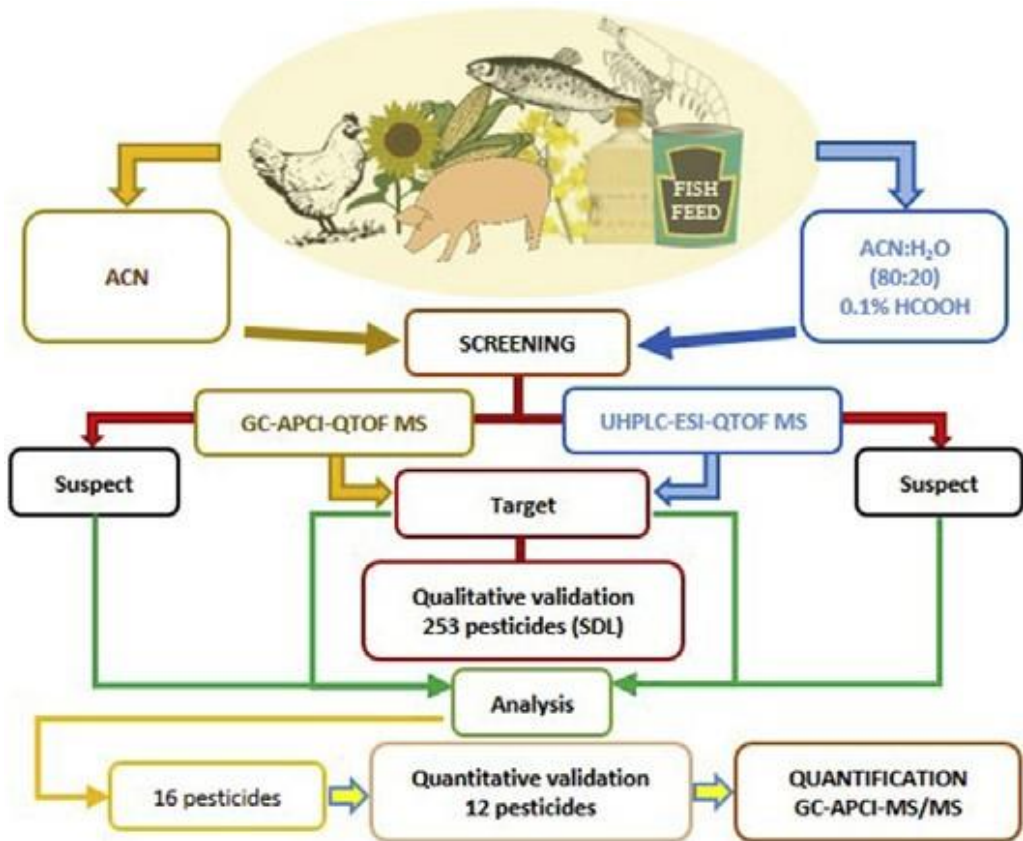 FISH
FEED
ACN
ACN:H₂O
(80:20)
0.1% HCOOH
SCREENING
GC-APCI-QTOF MS
UHPLC-ESI-QTOF MS
Suspect
Target
Suspect
Qualitative validation
253 pesticides (SDL)
Analysis
16 pesticides
Quantitative validation
12 pesticides
QUANTIFICATION
GC-APCI-MS/MS